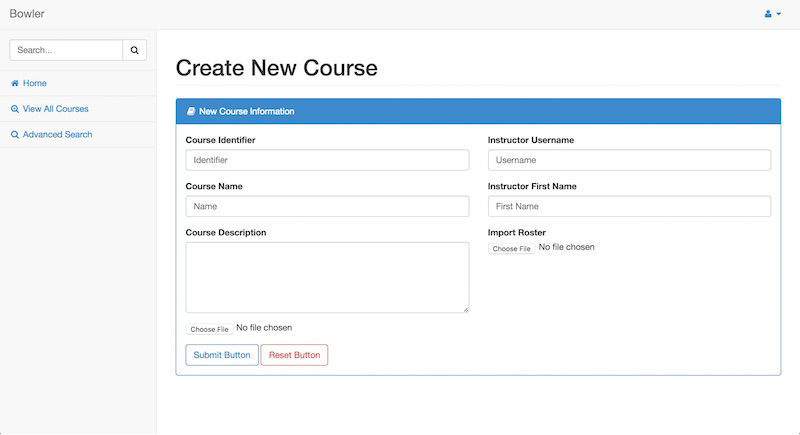 Bowler
Search...
Home
View All Courses
Advanced Search
Create New Course
New Course Information
Course Identifier
Identifier
Course Name
Name
Course Description
Choose File No file chosen
Submit Button Reset Button
Instructor Username
Username
Instructor First Name
First Name
Import Roster
Choose File No file chosen